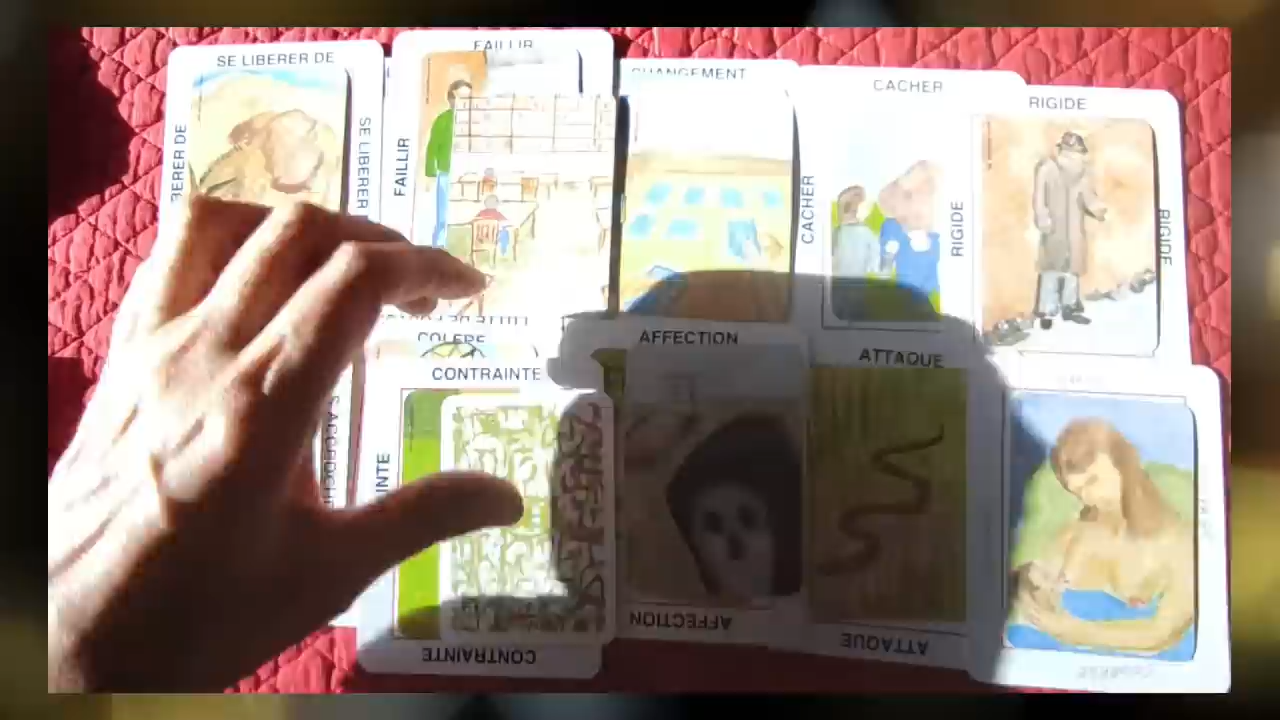 SE LIBERER DE
SE LIBERER
FAILLIR
FAILLIR
CHANGEMENT
CACHER
CACHER
RIGIDE
RIGIDE
RIGIDE
COLERE
CONTRAINTE
CONTRAINTE
AFFECTION
AFFECTION
ATTAQUE
ATTAQUE